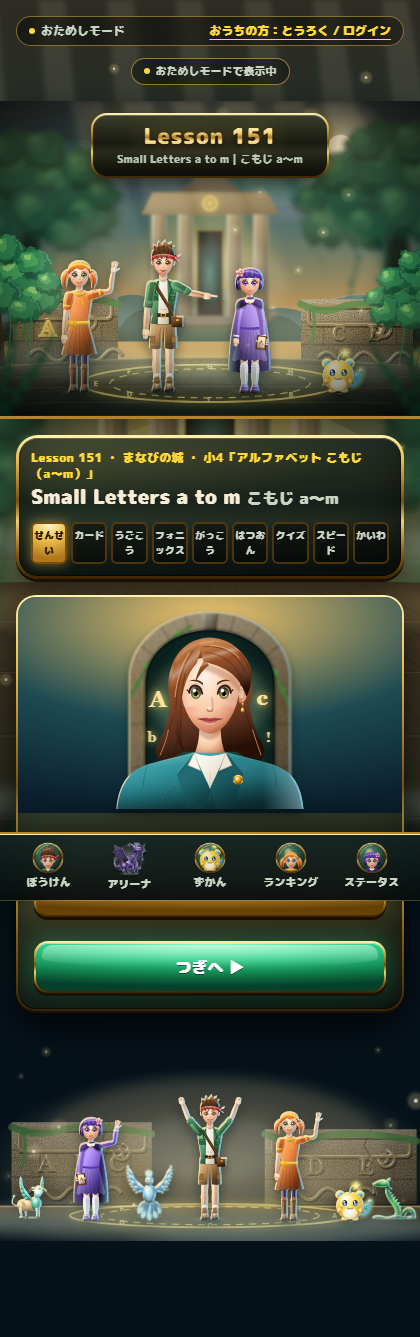 おためしモード
おうちの方：とうろく / ログイン
おためしモードで表示中
Lesson 151
Small Letters a to m | こもじ a〜m
A
Lesson 151 ・ まなびの城 ・ 小4「アルファベット こもじ
（a〜m）」
Small Letters a to m こもじ a〜m
せんせい
カード
うごこう
フォニックス
がっこう
はつおん
クイズ
スピード
かいわ
A c
b !
ぼうけん
アリーナ
ずかん
ランキング
ステータス
つぎへ ▶
A
D E